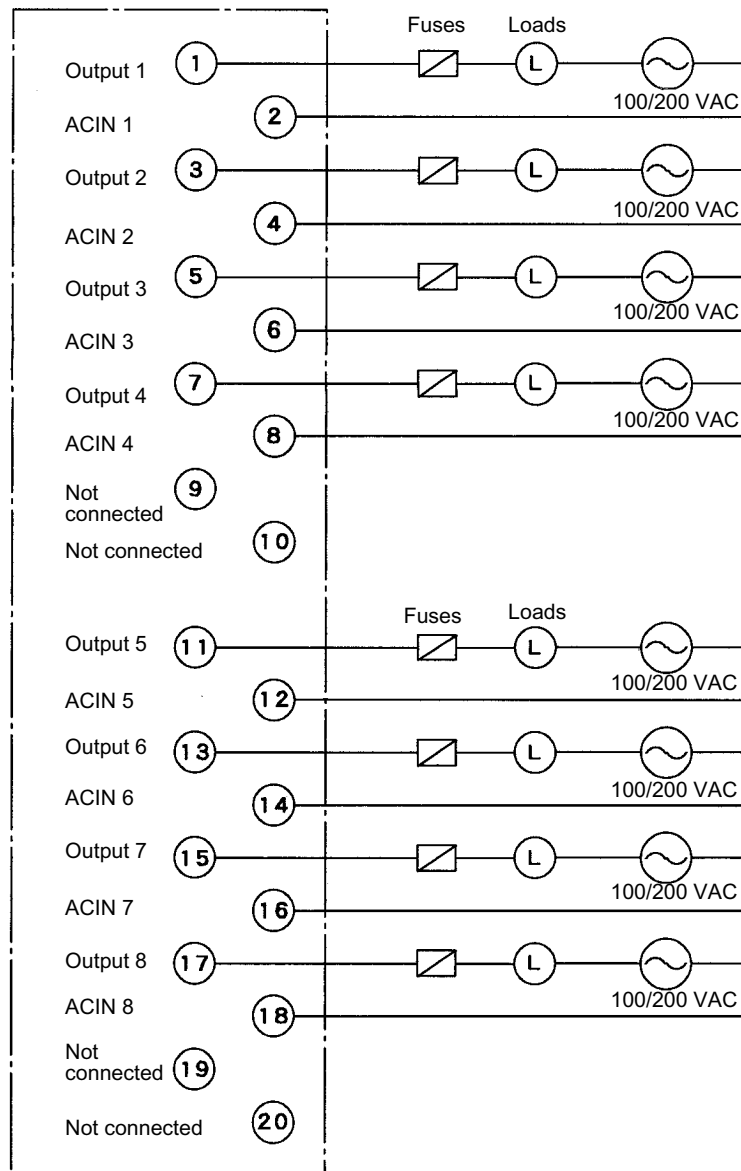 Fuses Loads
Output 1 1 L
100/200 VAC
ACIN 1 2
Output 2 3 L
100/200 VAC
ACIN 2 4
Output 3 5 L
100/200 VAC
ACIN 3 6
Output 4 7 L
100/200 VAC
ACIN 4 8
Not
connected 9
Not connected 10
Fuses Loads
Output 5 11 L
100/200 VAC
ACIN 5 12
Output 6 13 L
100/200 VAC
ACIN 6 14
Output 7 15 L
100/200 VAC
ACIN 7 16
Output 8 17 L
100/200 VAC
ACIN 8 18
Not
connected 19
Not connected 20